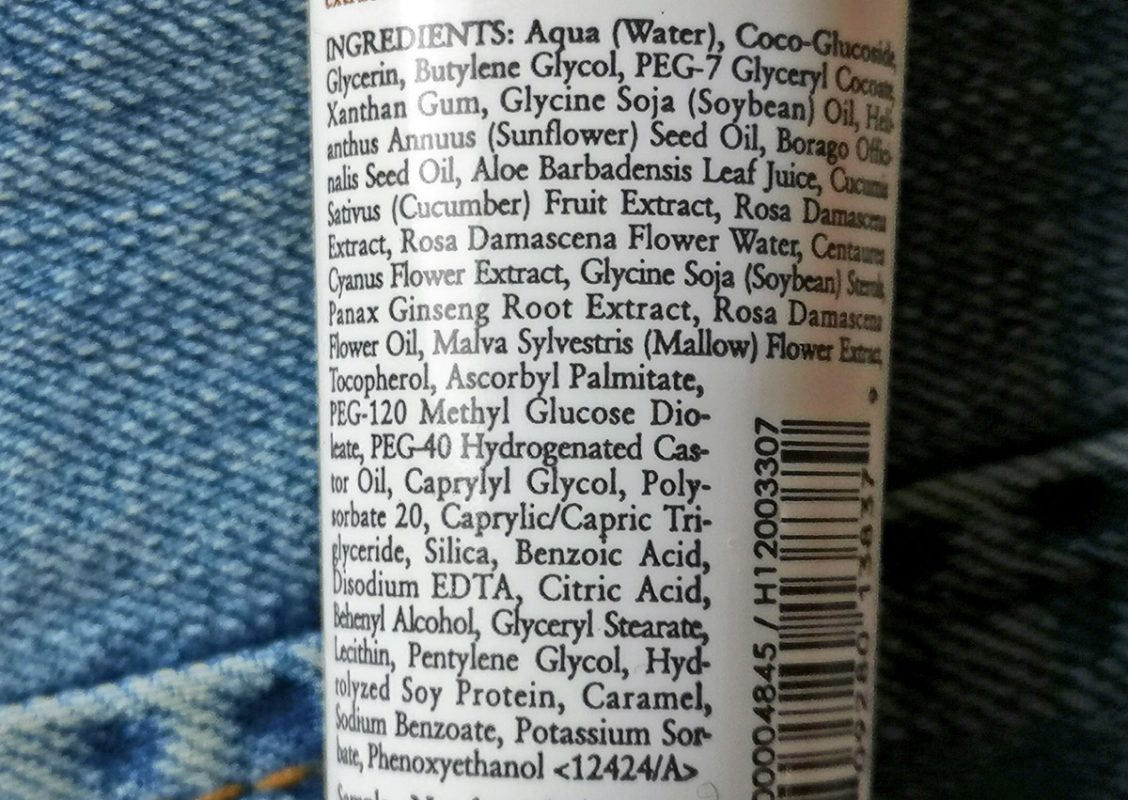 INGREDIENTS: Aqua (Water), Coco-Glucoside,
Glycerin, Butylene Glycol, PEG-7 Glyceryl Cocoate,
Xanthan Gum, Glycine Soja (Soybean) Oil, Heli-
anthus Annuus (Sunflower) Seed Oil, Borago Offic-
nalis Seed Oil, Aloe Barbadensis Leaf Juice, Cucumis
Sativus (Cucumber) Fruit Extract, Rosa Damascena
Extract, Rosa Damascena Flower Water, Centaurea
Cyanus Flower Extract, Glycine Soja (Soybean) Sterols,
Panax Ginseng Root Extract, Rosa Damascena
Flower Oil, Malva Sylvestris (Mallow) Flower Extract,
Tocopherol, Ascorbyl Palmitate,
PEG-120 Methyl Glucose Dio-
leate, PEG-40 Hydrogenated Cas-
tor Oil, Caprylyl Glycol, Poly-
sorbate 20, Caprylic/Capric Tri-
glyceride, Silica, Benzoic Acid,
Disodium EDTA, Citric Acid,
Behenyl Alcohol, Glyceryl Stearate,
Lecithin, Pentylene Glycol, Hyd-
rolyzed Soy Protein, Caramel,
Sodium Benzoate, Potassium Sor-
bate, Phenoxyethanol <12424/A>
00004845 / H12003307